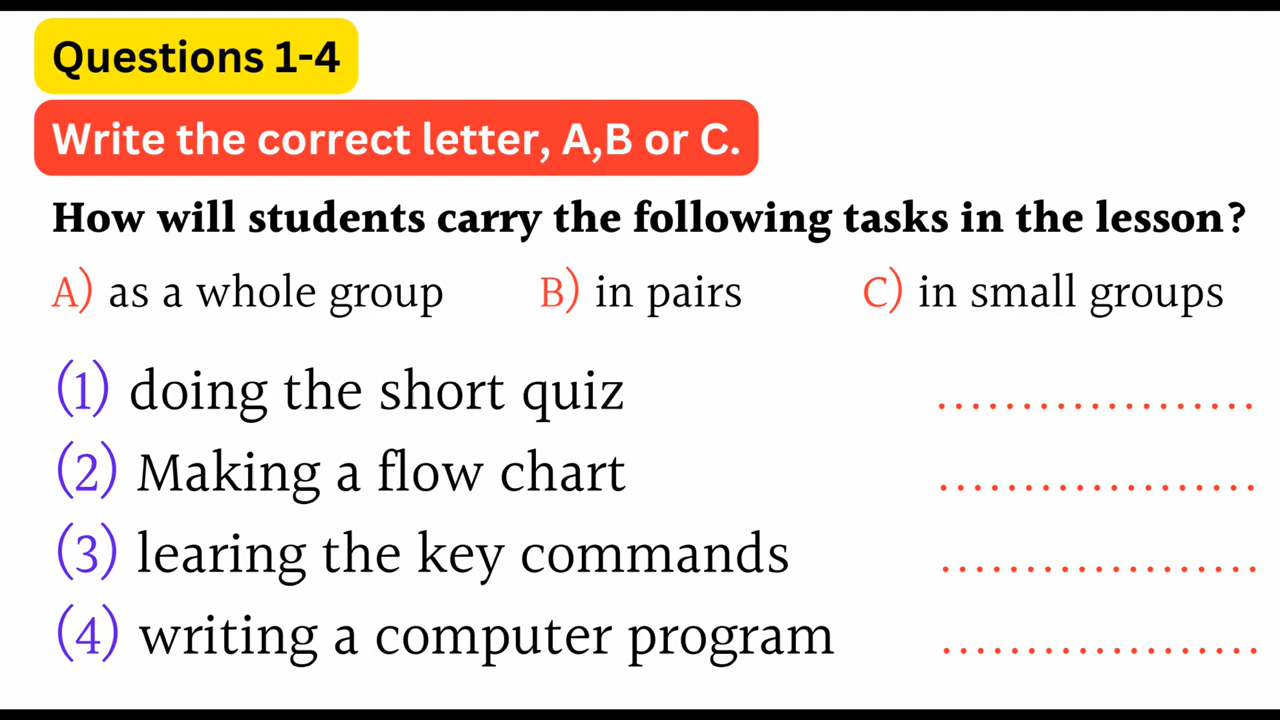 Questions 1-4
Write the correct letter, A,B or C.
How will students carry the following tasks in the lesson?
A) as a whole group B) in pairs C) in small groups
(1) doing the short quiz ...................
(2) Making a flow chart ...................
(3) learing the key commands ...................
(4) writing a computer program ...................